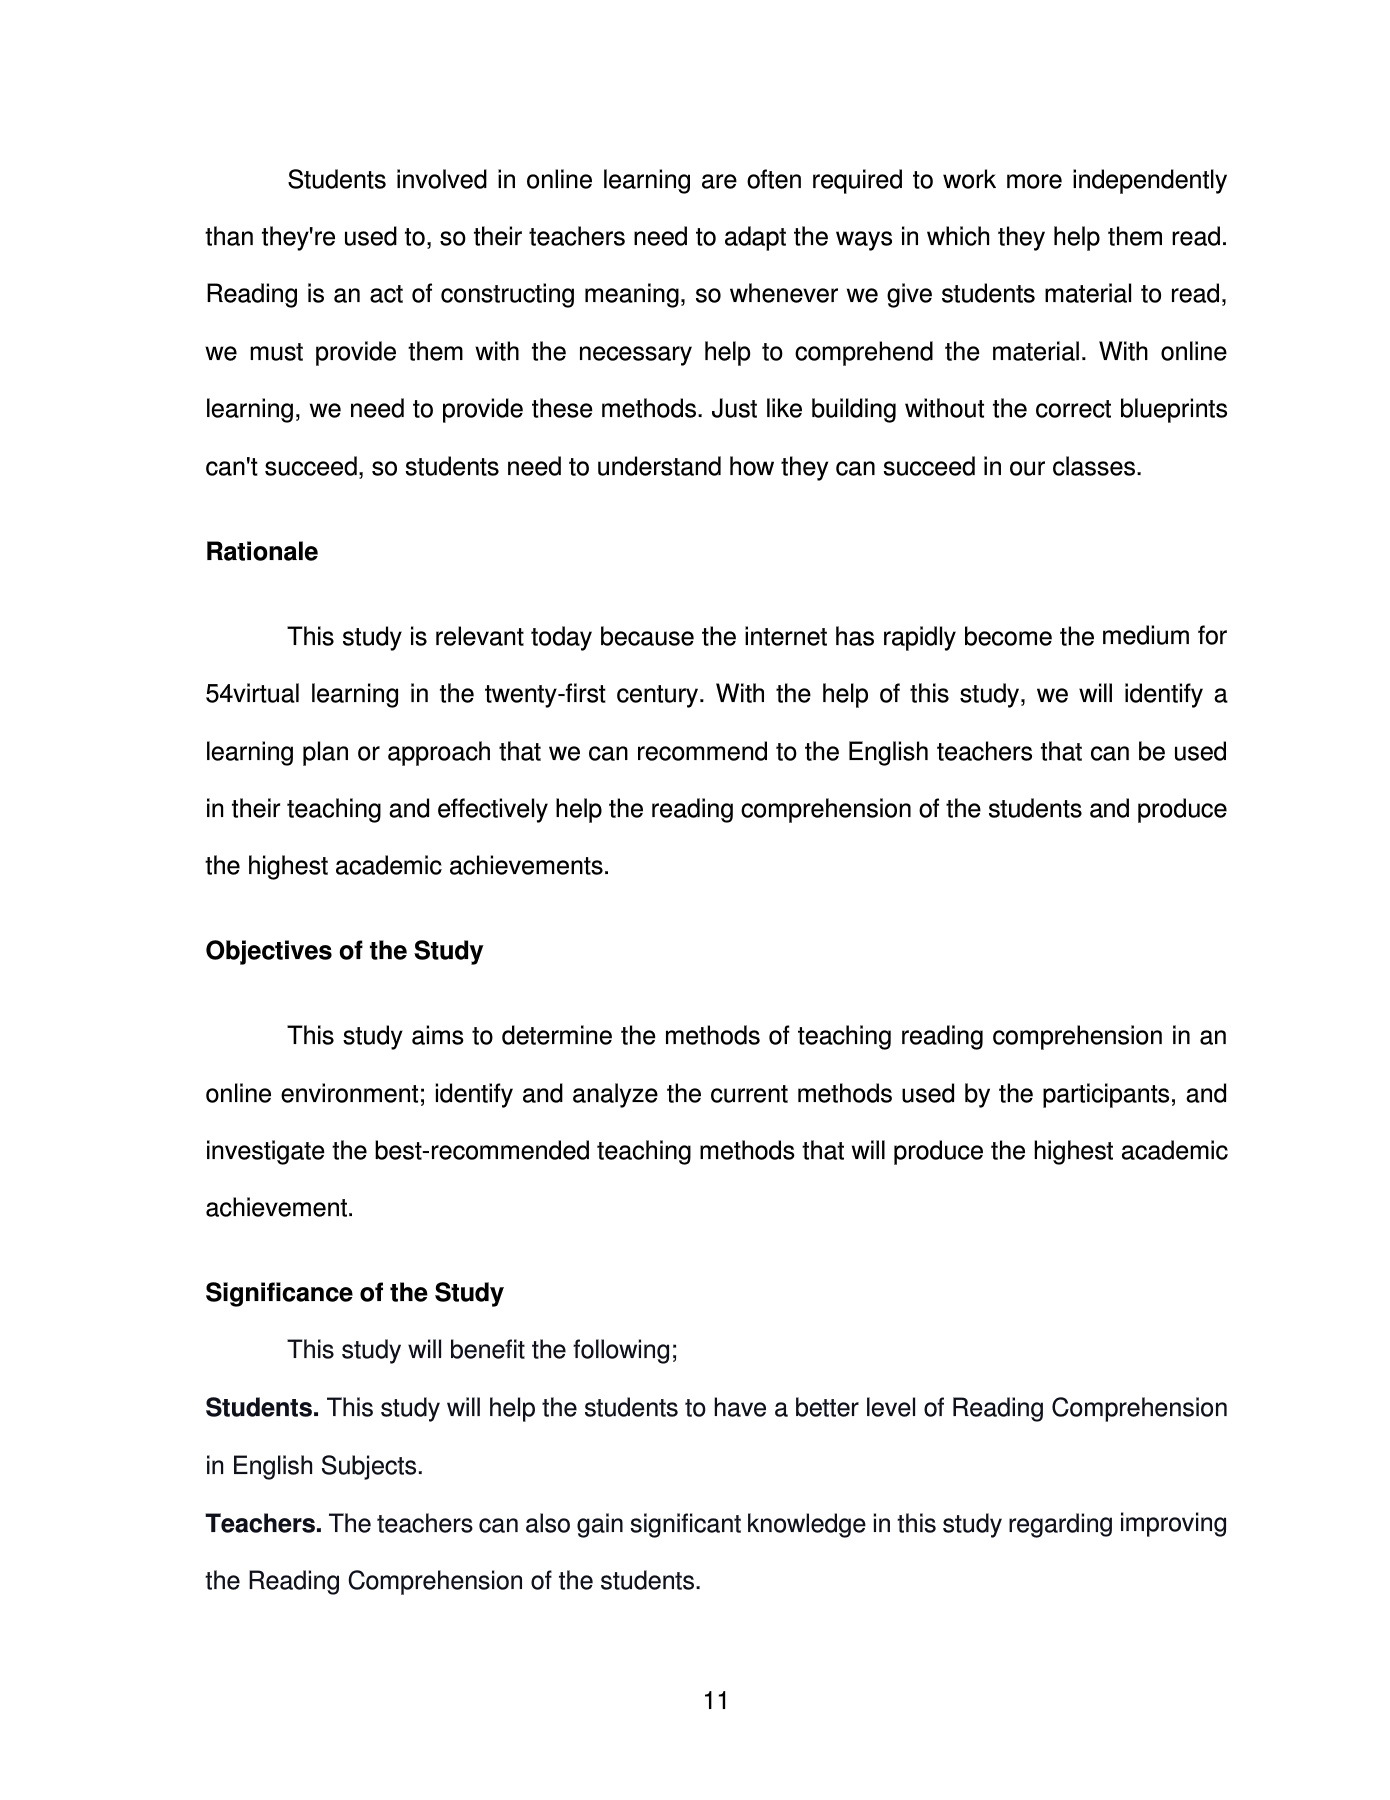 Students involved in online learning are often required to work more independently
than they're used to, so their teachers need to adapt the ways in which they help them read.
Reading is an act of constructing meaning, so whenever we give students material to read,
we must provide them with the necessary help to comprehend the material. With online
learning, we need to provide these methods. Just like building without the correct blueprints
can't succeed, so students need to understand how they can succeed in our classes.
Rationale
This study is relevant today because the internet has rapidly become the medium for
54virtual learning in the twenty-first century. With the help of this study, we will identify a
learning plan or approach that we can recommend to the English teachers that can be used
in their teaching and effectively help the reading comprehension of the students and produce
the highest academic achievements.
Objectives of the Study
This study aims to determine the methods of teaching reading comprehension in an
online environment; identify and analyze the current methods used by the participants, and
investigate the best-recommended teaching methods that will produce the highest academic
achievement.
Significance of the Study
This study will benefit the following;
Students. This study will help the students to have a better level of Reading Comprehension
in English Subjects.
Teachers. The teachers can also gain significant knowledge in this study regarding improving
the Reading Comprehension of the students.
11